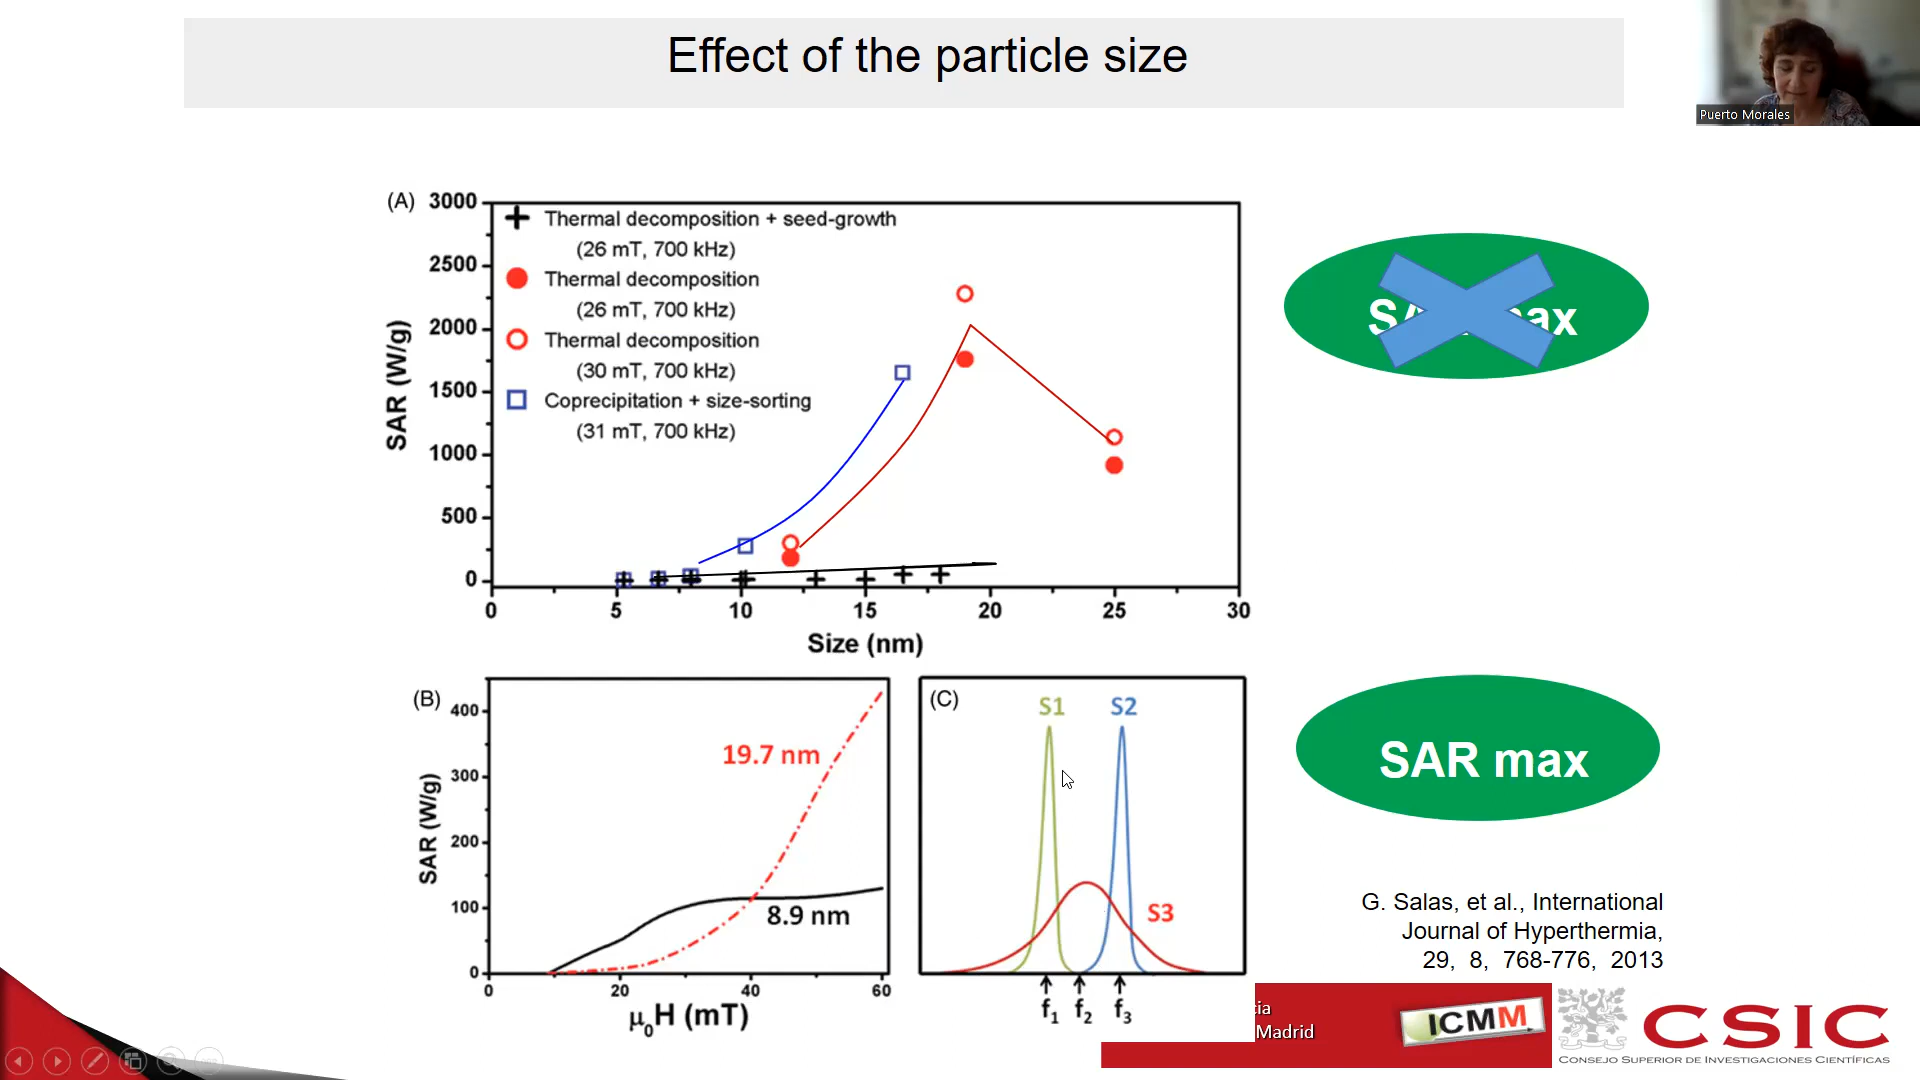 Effect of the particle size
Puerto Morales
(A)
3000
2500
2000
1500
1000
500
0
SAR (W/g)
Thermal decomposition + seed-growth
(26 mT, 700 kHz)
Thermal decomposition
(26 mT, 700 kHz)
Thermal decomposition
(30 mT, 700 kHz)
Coprecipitation + size-sorting
(31 mT, 700 kHz)
0 5 10 15 20 25 30
Size (nm)
(B)
400
300
200
100
0
SAR (W/g)
19.7 nm
8.9 nm
0 20 40 60
μ0H (mT)
(C)
S1 S2
S3
f1 f2 f3
SAR max
G. Salas, et al., International
Journal of Hyperthermia,
29, 8, 768-776, 2013
Madrid
ICMM
CSIC
CONSEJO SUPERIOR DE INVESTIGACIONES CIENTÍFICAS